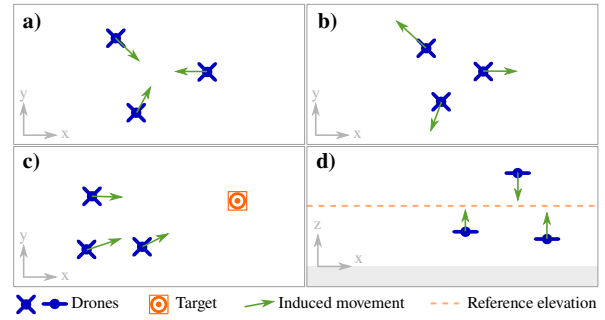 a)
y
x
b)
y
x
c)
y
x
d)
z
x
Drones
Target
Induced movement
Reference elevation